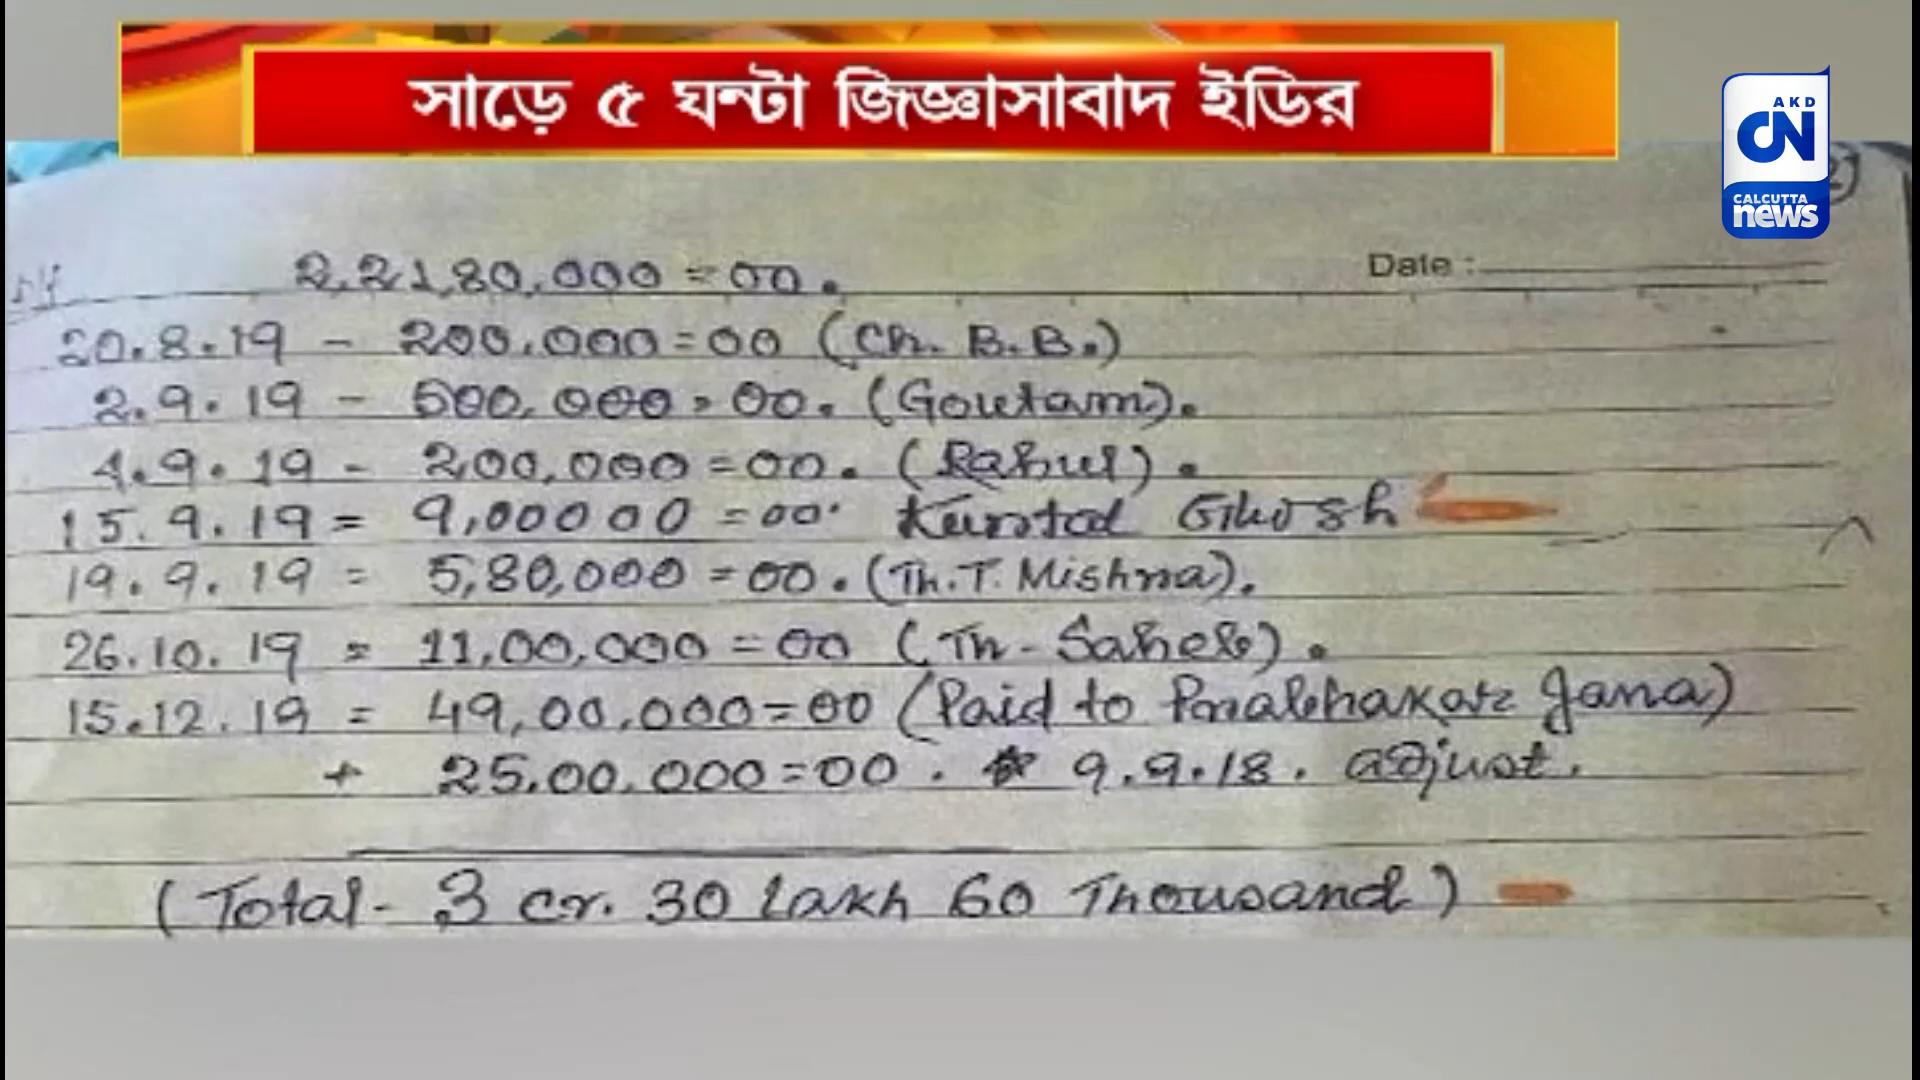 সাড়ে ৫ ঘন্টা জিজ্ঞাসাবাদ ইডির
AKD
CN
CALCUTTA
news
Date :
2,21,80,000=00.
20.8.19 - 200,000=00 (Ch. B.B.)
2.9.19 - 500,000=00. (Goutam).
4.9.19 - 200,000=00. (Rahul).
15.9.19 = 9,00000=00. Kuntal Ghosh
19.9.19 = 5,80,000=00. (Th.T. Mishra).
26.10.19 = 11,00,000=00 (Th- Saheb).
15.12.19 = 49,00,000=00 (Paid to Prabhakar Jana)
+ 25,00,000=00. 9.9.18. adjust.
(Total- 3 cr. 30 Lakh 60 Thousand)